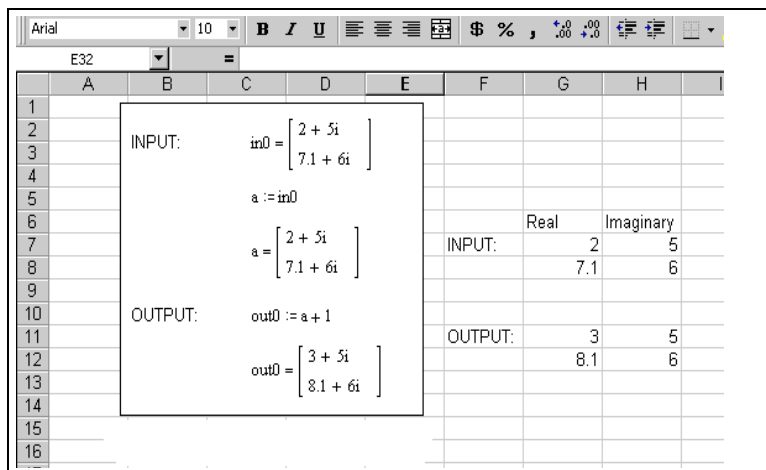 Arial 10 B I U $ % , .00 .00
E32 =
A B C D E F G H I
1
2
3
4
5
6 Real Imaginary
7 INPUT: 2 5
8 7.1 6
9
10
11 OUTPUT: 3 5
12 8.1 6
13
14
15
16
INPUT: in0 = [ 2 + 5i
7.1 + 6i ]
a := in0
a = [ 2 + 5i
7.1 + 6i ]
OUTPUT: out0 := a + 1
out0 = [ 3 + 5i
8.1 + 6i ]